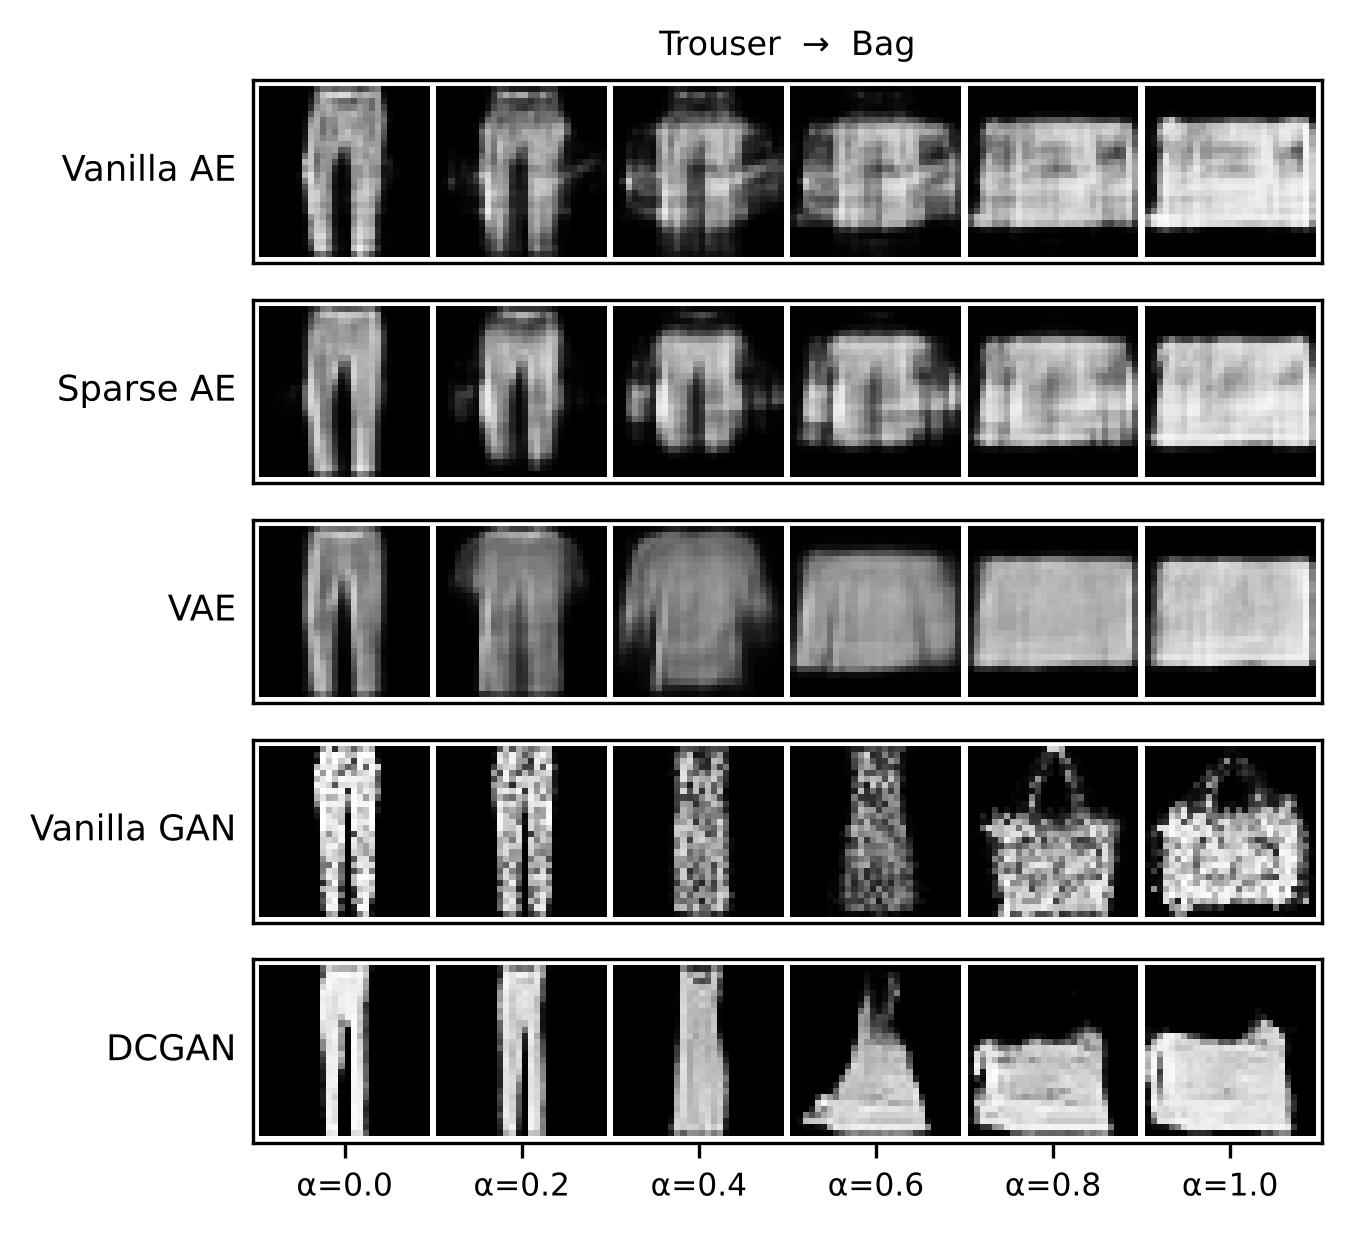 Trouser → Bag
Vanilla AE
Sparse AE
VAE
Vanilla GAN
DCGAN
α=0.0 α=0.2 α=0.4 α=0.6 α=0.8 α=1.0